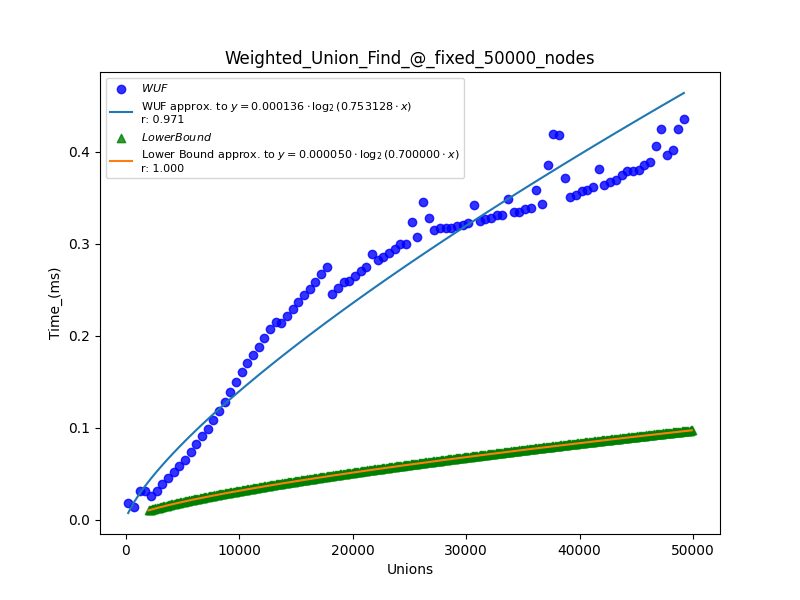 Weighted_Union_Find_@_fixed_50000_nodes
WUF
WUF approx. to y = 0.000136 · log₂ (0.753128 · x)
r: 0.971
LowerBound
Lower Bound approx. to y = 0.000050 · log₂ (0.700000 · x)
r: 1.000
Time_(ms)
0.4
0.3
0.2
0.1
0.0
0 10000 20000 30000 40000 50000
Unions